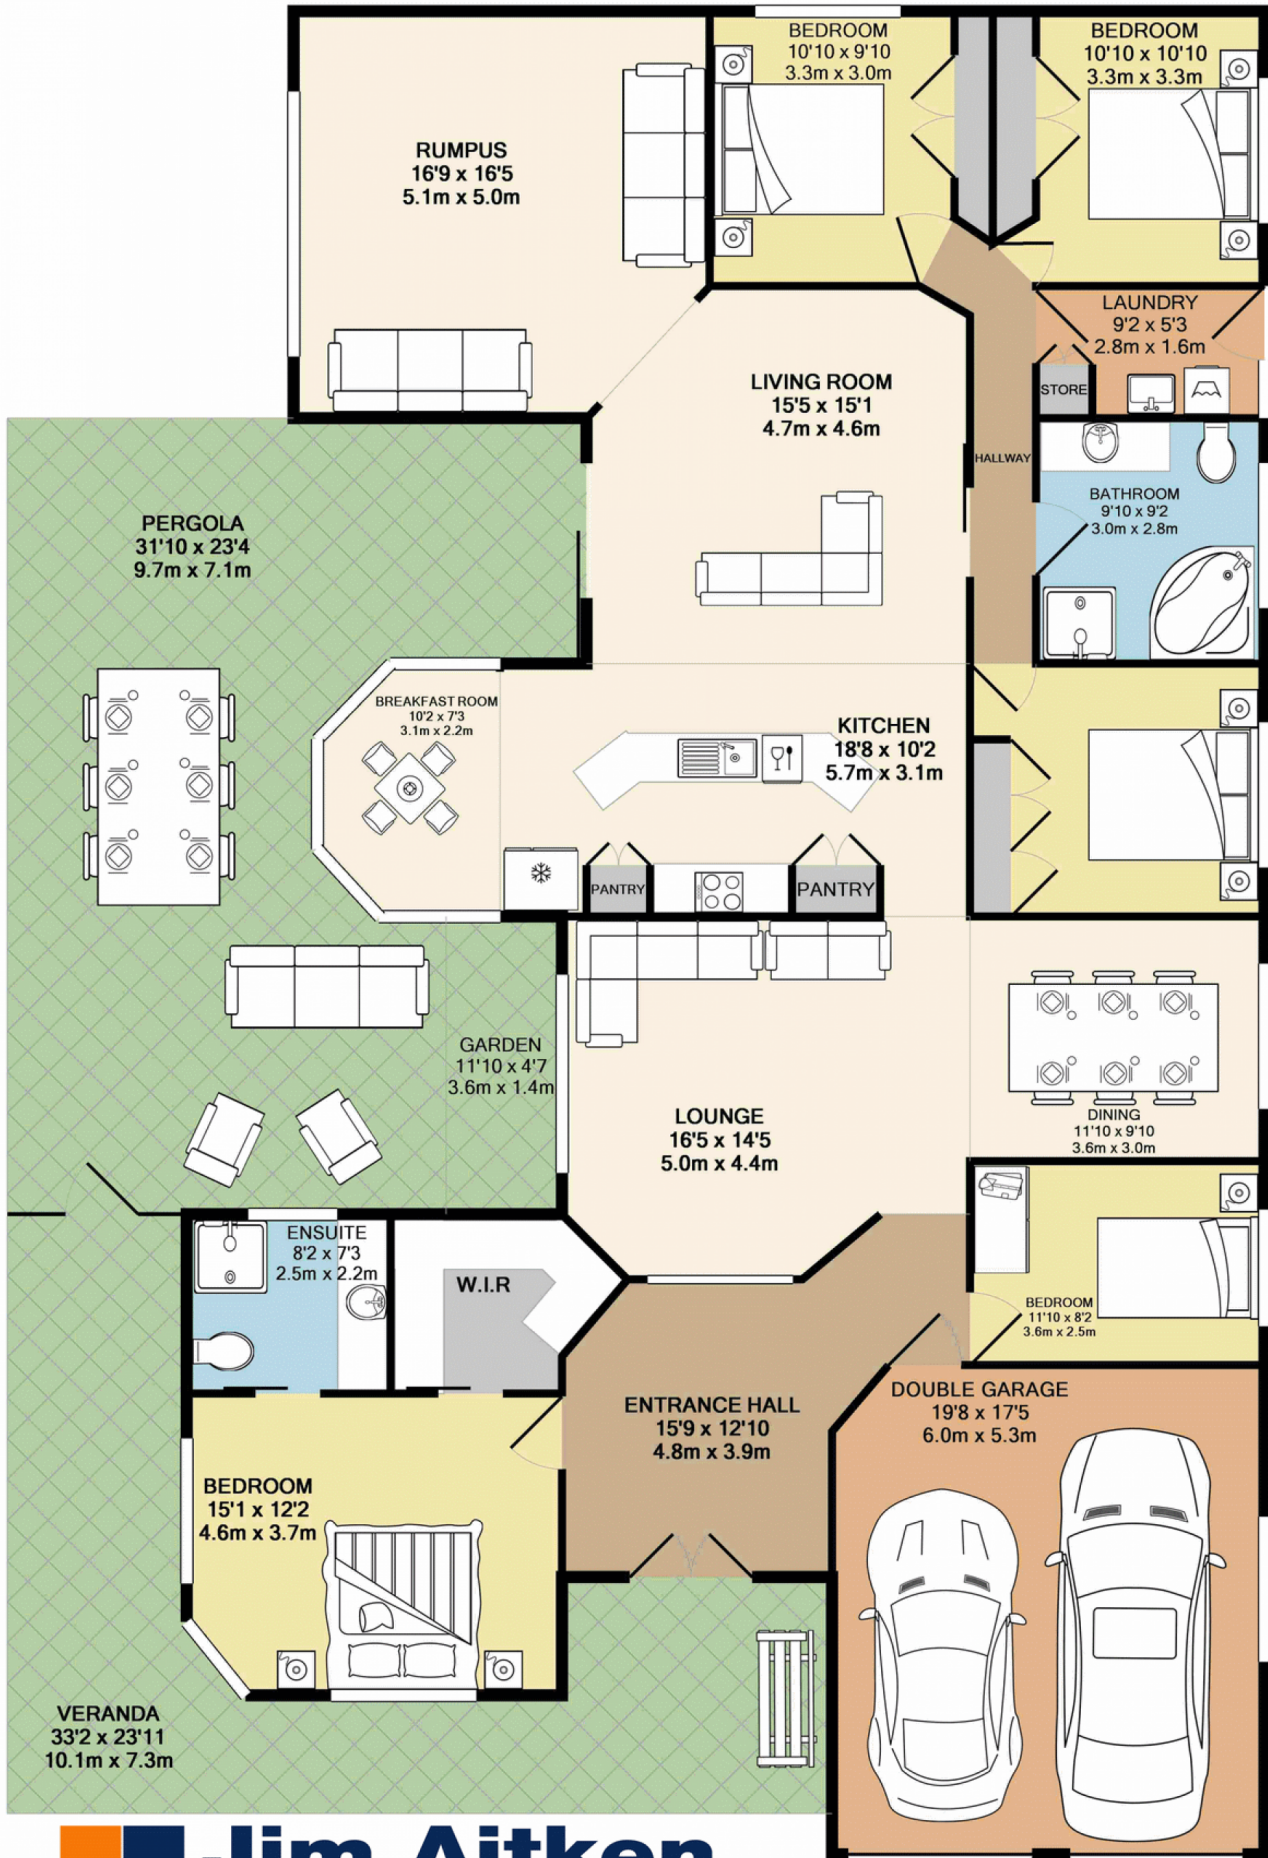 BEDROOM
10'10 x 9'10
3.3m x 3.0m
BEDROOM
10'10 x 10'10
3.3m x 3.3m
RUMPUS
16'9 x 16'5
5.1m x 5.0m
LAUNDRY
9'2 x 5'3
2.8m x 1.6m
STORE
LIVING ROOM
15'5 x 15'1
4.7m x 4.6m
HALLWAY
BATHROOM
9'10 x 9'2
3.0m x 2.8m
PERGOLA
31'10 x 23'4
9.7m x 7.1m
BREAKFAST ROOM
10'2 x 7'3
3.1m x 2.2m
KITCHEN
18'8 x 10'2
5.7m x 3.1m
PANTRY
PANTRY
GARDEN
11'10 x 4'7
3.6m x 1.4m
LOUNGE
16'5 x 14'5
5.0m x 4.4m
DINING
11'10 x 9'10
3.6m x 3.0m
ENSUITE
8'2 x 7'3
2.5m x 2.2m
W.I.R
BEDROOM
11'10 x 8'2
3.6m x 2.5m
ENTRANCE HALL
15'9 x 12'10
4.8m x 3.9m
DOUBLE GARAGE
19'8 x 17'5
6.0m x 5.3m
BEDROOM
15'1 x 12'2
4.6m x 3.7m
VERANDA
33'2 x 23'11
10.1m x 7.3m
Jim Aitken